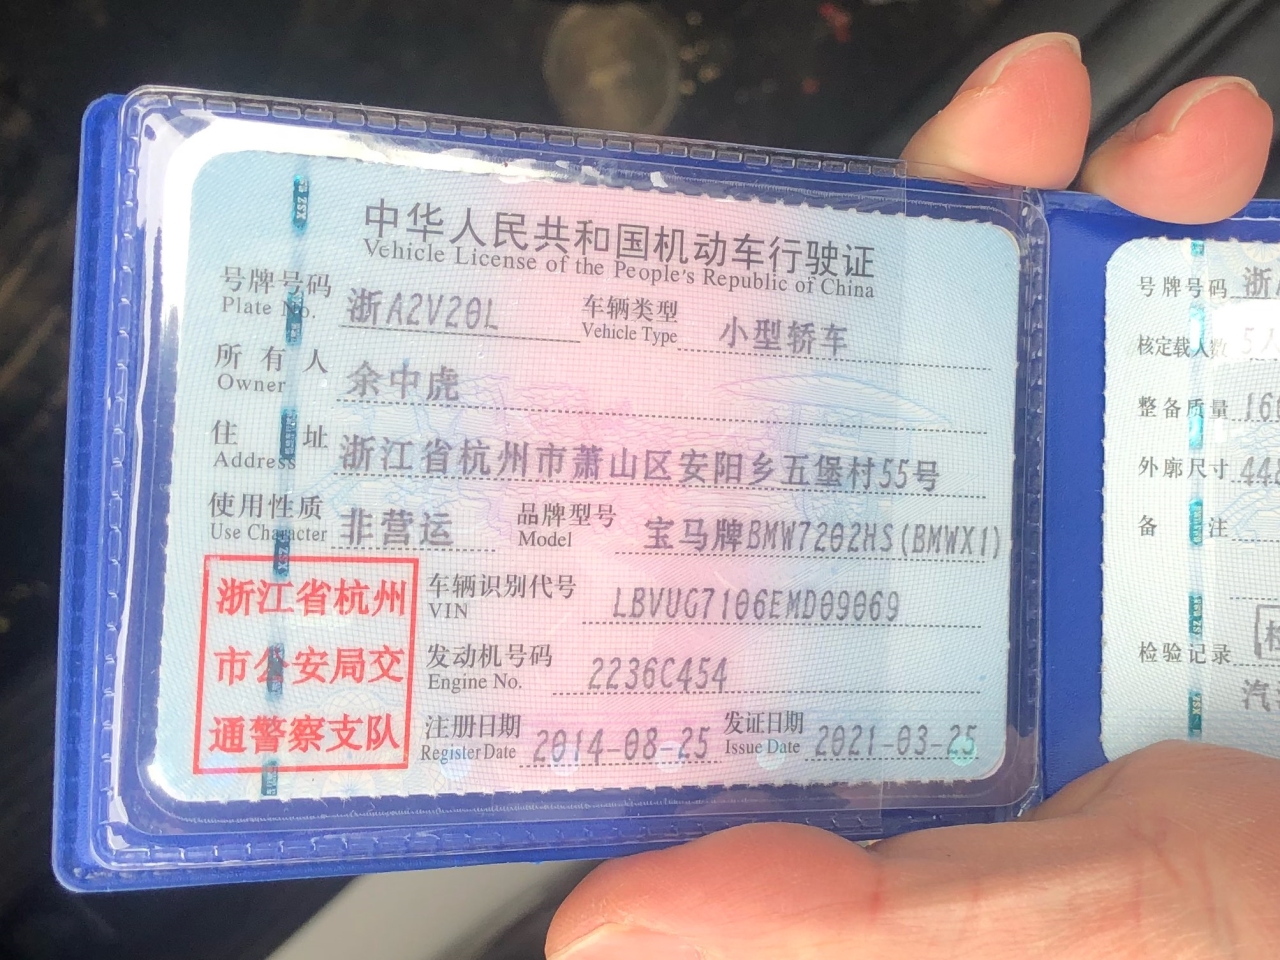 中华人民共和国机动车行驶证
Vehicle License of the People's Republic of China
号牌号码 浙A2V20L 车辆类型 小型轿车
Plate No. Vehicle Type
所有人 余中虎
Owner
住址 浙江省杭州市萧山区安阳乡五堡村55号
Address
使用性质 非营运 品牌型号 宝马牌BMW7202HS(BMWX1)
Use Character Model
浙江省杭州
市公安局交
通警察支队
车辆识别代号 LBVUG7106EMD09069
VIN
发动机号码 2236C454
Engine No.
注册日期 2014-08-25 发证日期 2021-03-25
Register Date Issue Date
号牌号码 浙
核定载人数 5人
整备质量
外廓尺寸
备注
检验记录
汽